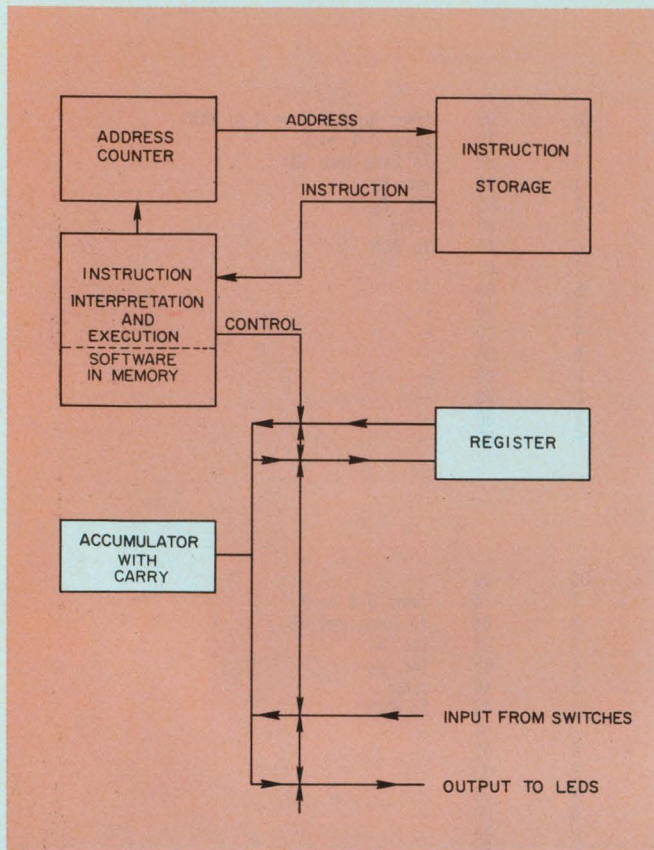 ADDRESS
COUNTER
ADDRESS
INSTRUCTION
STORAGE
INSTRUCTION
INSTRUCTION
INTERPRETATION
AND
EXECUTION
SOFTWARE
IN MEMORY
CONTROL
REGISTER
ACCUMULATOR
WITH
CARRY
INPUT FROM SWITCHES
OUTPUT TO LEDS